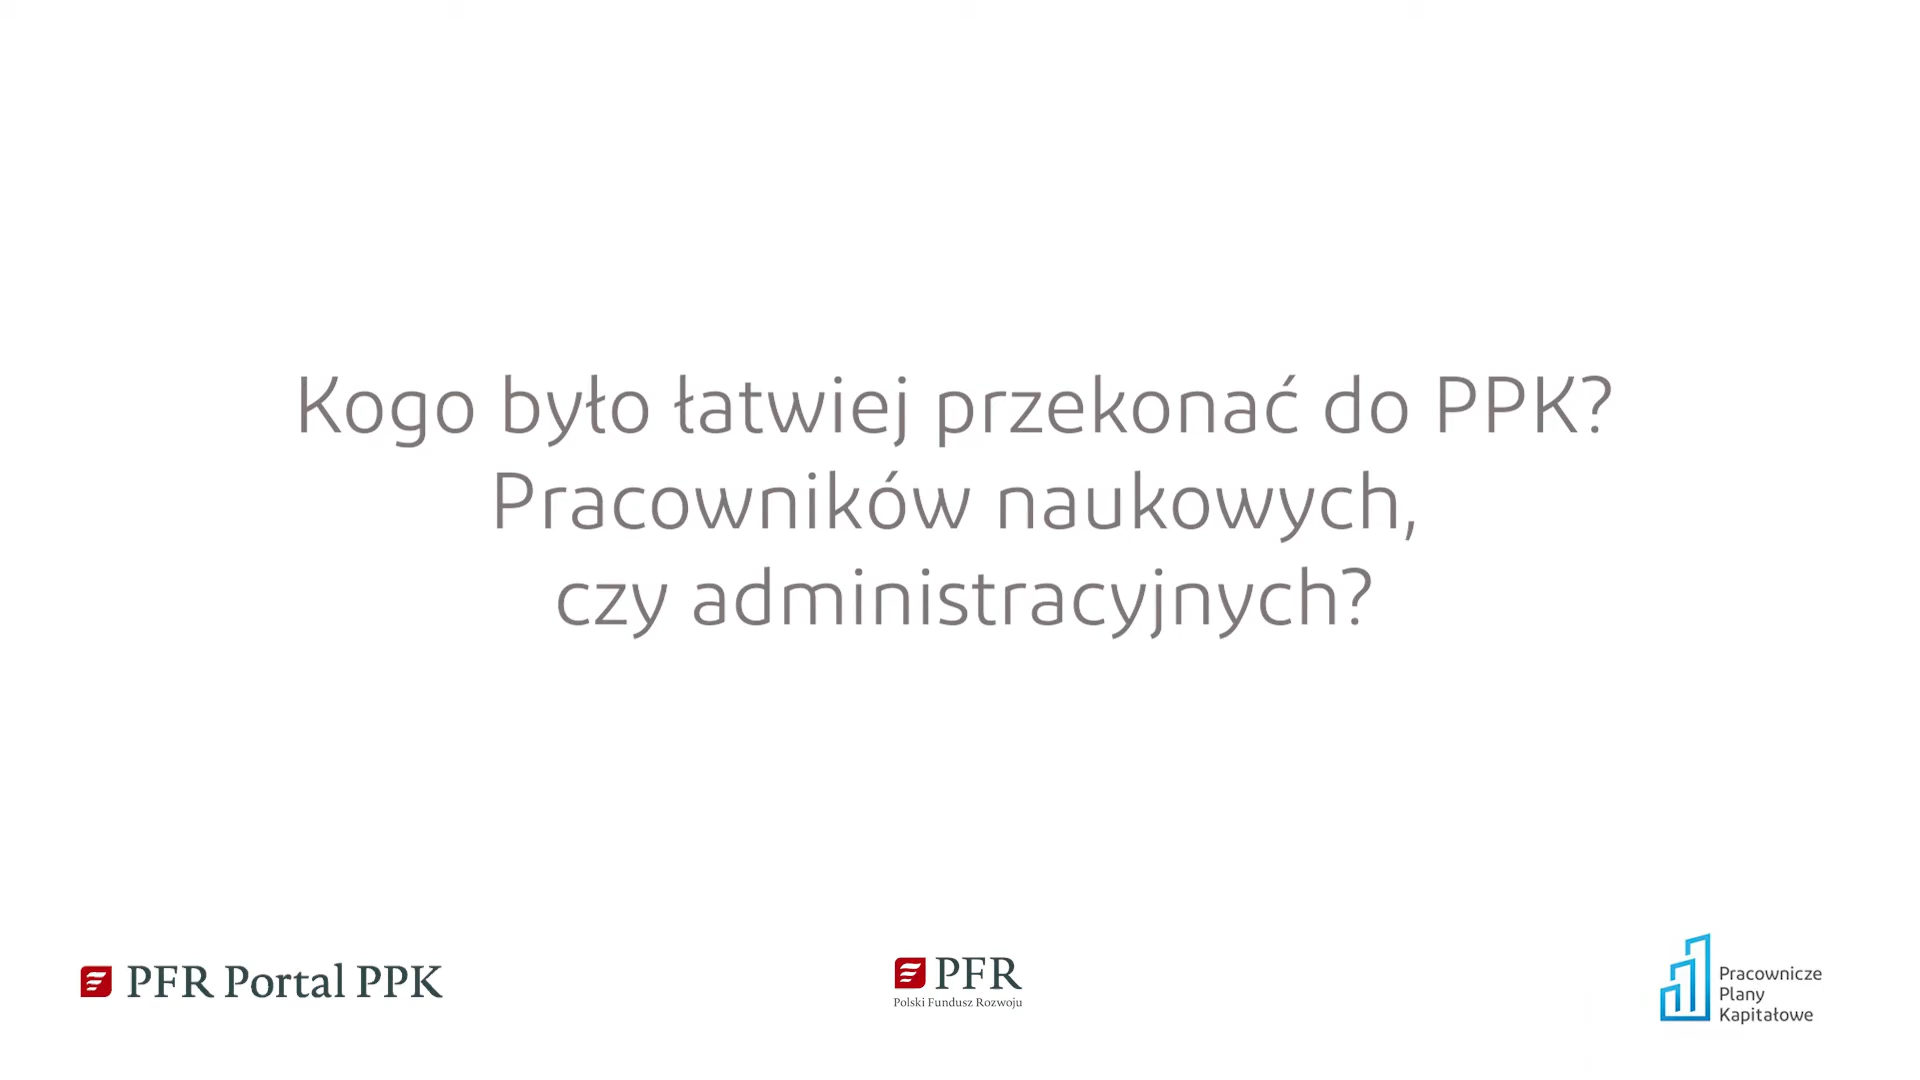 Kogo było łatwiej przekonać do PPK?
Pracowników naukowych,
czy administracyjnych?
PFR Portal PPK
PFR
Polski Fundusz Rozwoju
Pracownicze
Plany
Kapitałowe